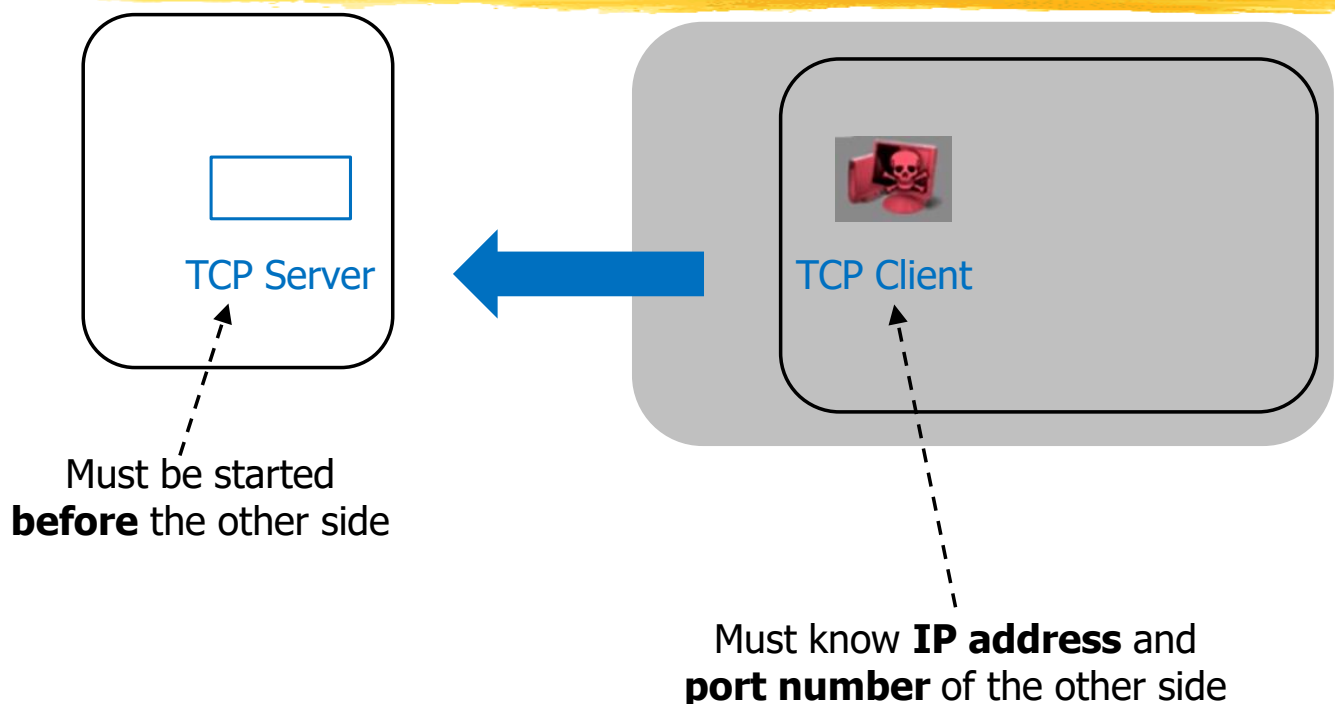 TCP Server
TCP Client
Must be started
before the other side
Must know IP address and
port number of the other side